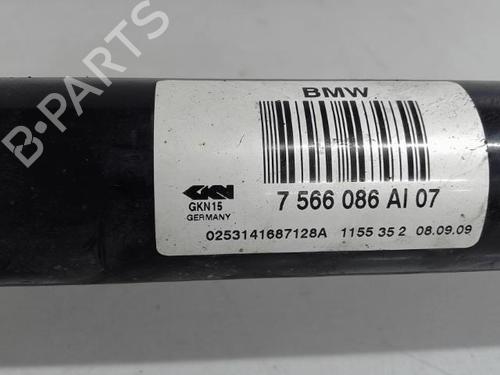 B-PARTS
BMW
7 566 086 AI 07
GKN
GKN15
GERMANY
0253141687128A 1155 35 2 08.09.09